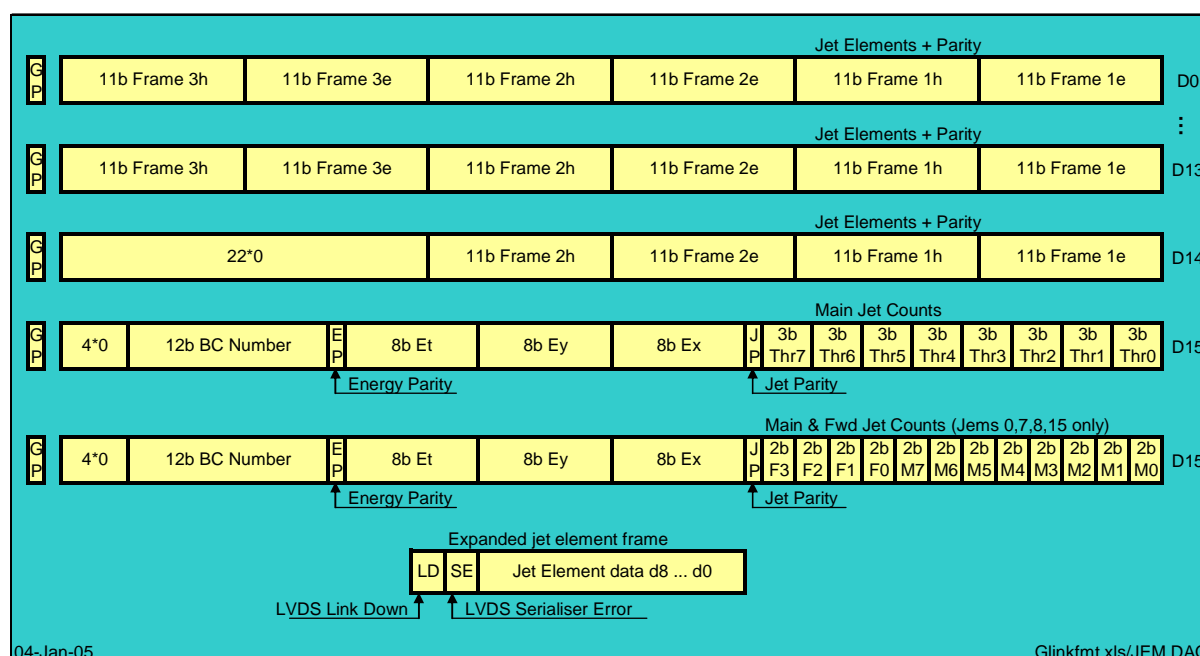 Jet Elements + Parity
G P 11b Frame 3h 11b Frame 3e 11b Frame 2h 11b Frame 2e 11b Frame 1h 11b Frame 1e D0
...
Jet Elements + Parity
G P 11b Frame 3h 11b Frame 3e 11b Frame 2h 11b Frame 2e 11b Frame 1h 11b Frame 1e D13
Jet Elements + Parity
G P 22*0 11b Frame 2h 11b Frame 2e 11b Frame 1h 11b Frame 1e D14
Main Jet Counts
G P 4*0 12b BC Number E P 8b Et 8b Ey 8b Ex J P 3b Thr7 3b Thr6 3b Thr5 3b Thr4 3b Thr3 3b Thr2 3b Thr1 3b Thr0 D15
Energy Parity Jet Parity
Main & Fwd Jet Counts (Jems 0,7,8,15 only)
G P 4*0 12b BC Number E P 8b Et 8b Ey 8b Ex J P 2b F3 2b F2 2b F1 2b F0 2b M7 2b M6 2b M5 2b M4 2b M3 2b M2 2b M1 2b M0 D15
Energy Parity Jet Parity
Expanded jet element frame
LD SE Jet Element data d8 ... d0
LVDS Link Down LVDS Serialiser Error
04-Jan-05 Glinkfmt.xls/JEM DAQ